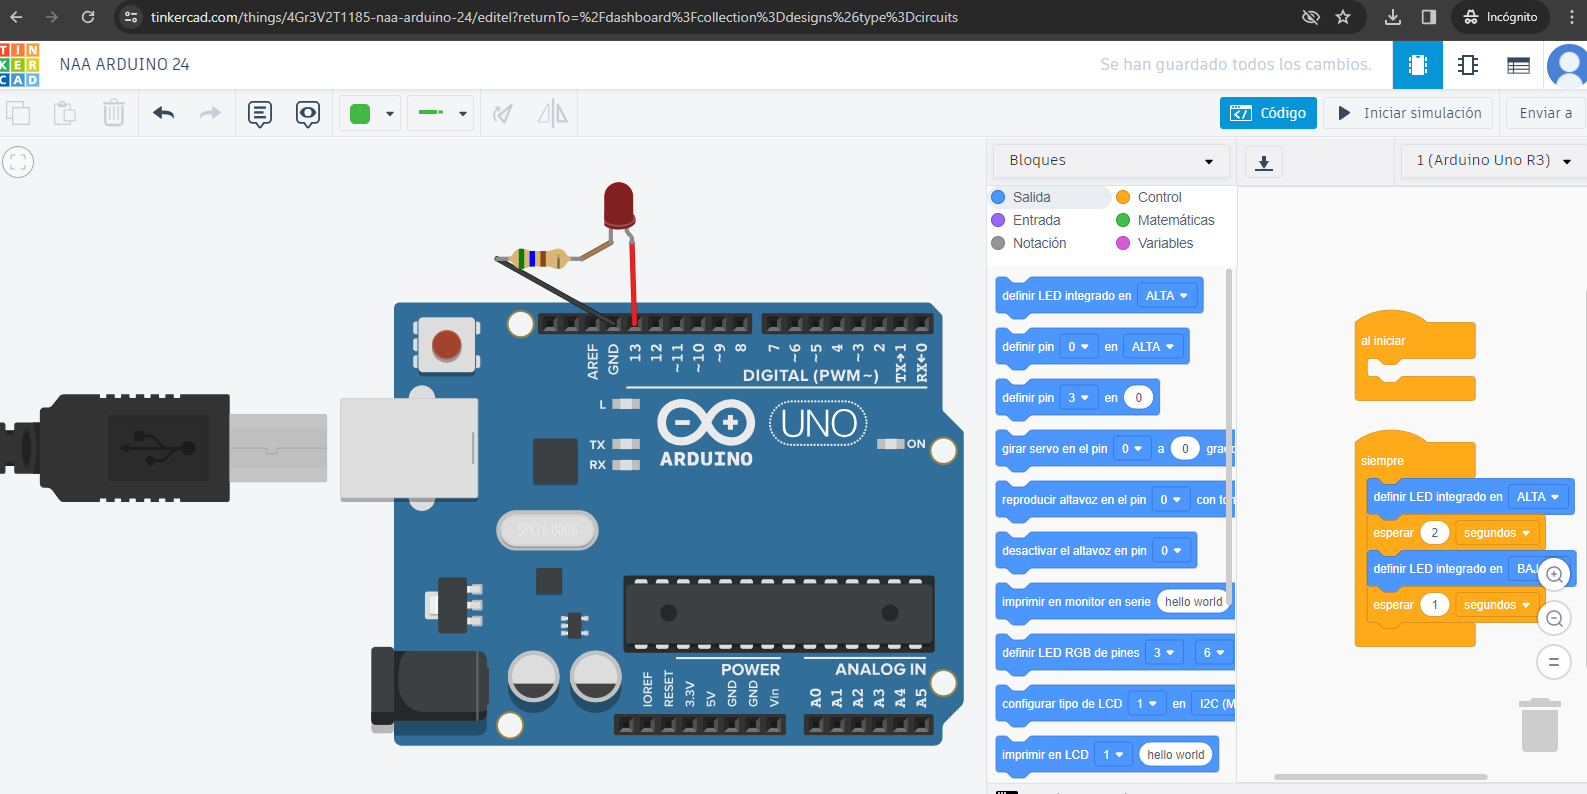 tinkercad.com/things/4Gr3V2T1185-naa-arduino-24/editel?returnTo=%2Fdashboard%3Fcollection%3Ddesigns%26type%3Dcircuits
Incógnito
TIN
KER
CAD
NAA ARDUINO 24
Se han guardado todos los cambios.
Código
Iniciar simulación
Enviar a
Bloques
1 (Arduino Uno R3)
Salida
Control
Entrada
Matemáticas
Notación
Variables
definir LED integrado en ALTA
definir pin 0 en ALTA
definir pin 3 en 0
girar servo en el pin 0 a 0 grad
reproducir altavoz en el pin 0 con ton
desactivar el altavoz en pin 0
imprimir en monitor en serie hello world
definir LED RGB de pines 3 6
configurar tipo de LCD 1 en I2C (M
imprimir en LCD 1 hello world
al iniciar
siempre
definir LED integrado en ALTA
esperar 2 segundos
definir LED integrado en BAJ
esperar 1 segundos
AREF
GND
13
12
~11
~10
~9
8
7
~6
~5
4
~3
2
TX→1
RX←0
DIGITAL (PWM~)
L
TX
RX
ON
UNO
ARDUINO
SPK16.000G
POWER
ANALOG IN
IOREF
RESET
3.3V
5V
GND
GND
Vin
A0
A1
A2
A3
A4
A5